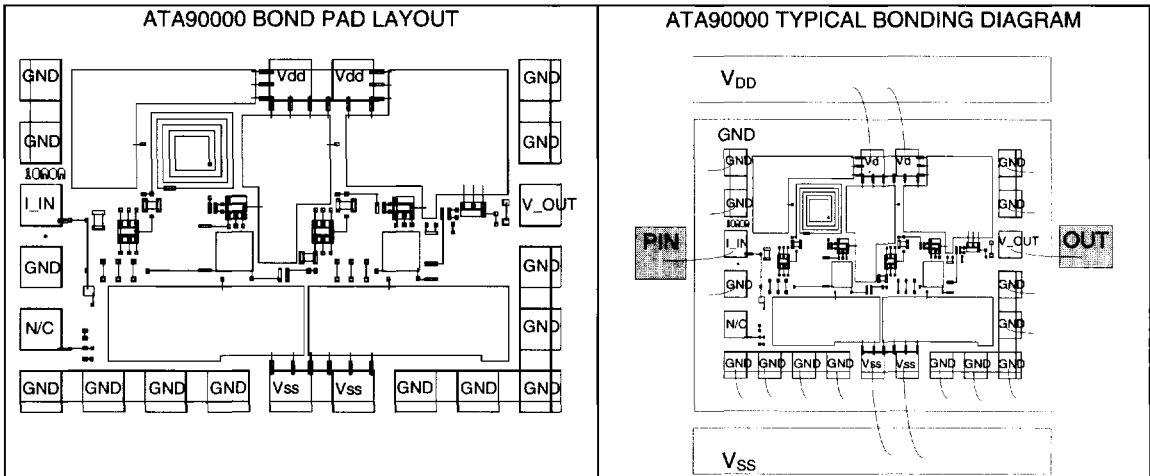 ATA90000 BOND PAD LAYOUT
GND
Vdd
Vdd
GND
GND
GND
I_IN
V_OUT
GND
GND
N/C
GND
GND
GND
GND
GND
Vss
Vss
GND
GND
GND
ATA90000 TYPICAL BONDING DIAGRAM
VDD
GND
GND
Vd
Vd
GND
GND
GND
PIN
I_IN
V_OUT
OUT
GND
GND
N/C
GND
GND
GND
GND
GND
Vss
Vss
GND
GND
GND
VSS